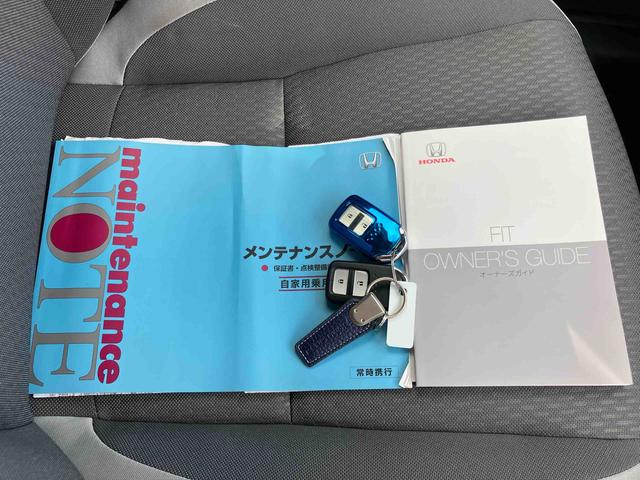 maintenance
NOTE
メンテナンスノ
保証書・点検整備
自家用乗用
常時携行
HONDA
FIT
OWNER'S GUIDE
オーナーズガイド